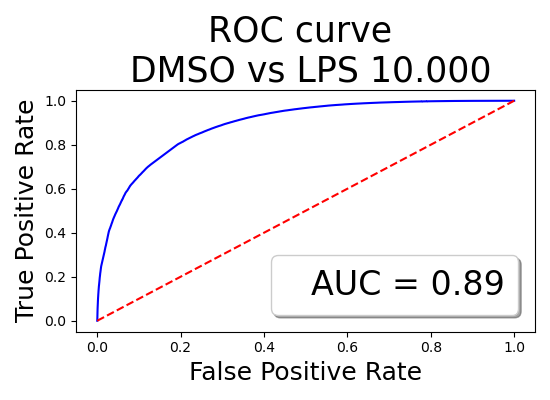 ROC curve
DMSO vs LPS 10.000
True Positive Rate
1.0
0.8
0.6
0.4
0.2
0.0
AUC = 0.89
0.0 0.2 0.4 0.6 0.8 1.0
False Positive Rate